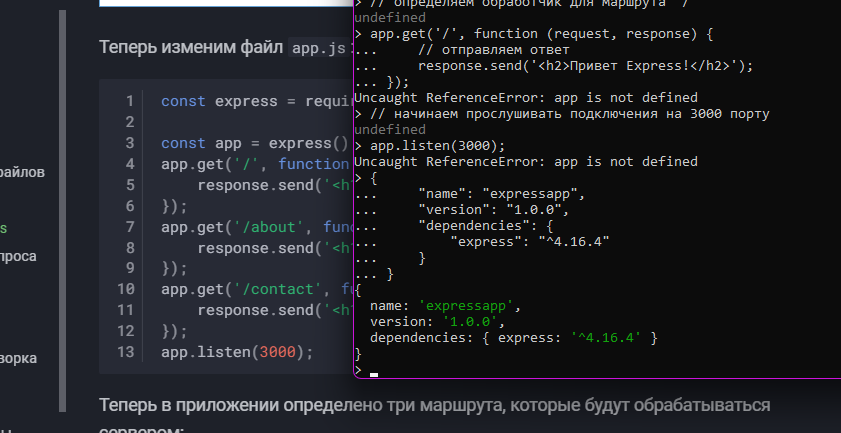 файлов
s
проса
ворка
Теперь изменим файл app.js
1 const express = requi
2
3 const app = express()
4 app.get('/', function
5 response.send('<h
6 });
7 app.get('/about', fun
8 response.send('<h
9 });
10 app.get('/contact', fu
11 response.send('<h
12 });
13 app.listen(3000);
Теперь в приложении определено три маршрута, которые будут обрабатываться
сервером:
> // определяем обработчик для маршрута "/"
undefined
> app.get('/', function (request, response) {
... // отправляем ответ
... response.send('<h2>Привет Express!</h2>');
... });
Uncaught ReferenceError: app is not defined
> // начинаем прослушивать подключения на 3000 порту
undefined
> app.listen(3000);
Uncaught ReferenceError: app is not defined
> {
... "name": "expressapp",
... "version": "1.0.0",
... "dependencies": {
... "express": "^4.16.4"
... }
... }
{
name: 'expressapp',
version: '1.0.0',
dependencies: { express: '^4.16.4' }
}
>